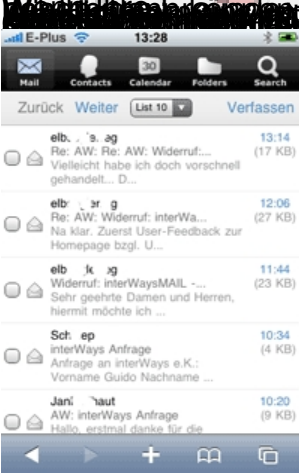 E-Plus 13:28
Mail Contacts Calendar Folders Search
30
Zurück Weiter List 10 Verfassen
13:14
Re: AW: Re: AW: Widerruf:... (17 KB)
Vielleicht habe ich doch vorschnell
gehandelt... D...
12:06
Re: AW: Widerruf: interWa... (27 KB)
Na klar. Zuerst User-Feedback zur
Homepage bzgl. U...
11:44
Widerruf: interWaysMAIL -... (23 KB)
Sehr geehrte Damen und Herren,
hiermit möchte ich ...
10:34
interWays Anfrage (4 KB)
Anfrage an interWays e.K.:
Vorname Guido Nachname ...
10:20
AW: interWays Anfrage (9 KB)
Hallo, erstmal danke für die